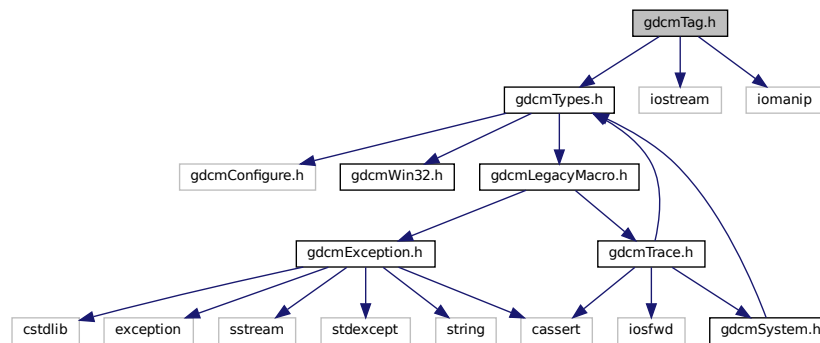 gdcmTag.h
gdcmTypes.h
iostream
iomanip
gdcmConfigure.h
gdcmWin32.h
gdcmLegacyMacro.h
gdcmException.h
gdcmTrace.h
cstdlib
exception
sstream
stdexcept
string
cassert
iosfwd
gdcmSystem.h